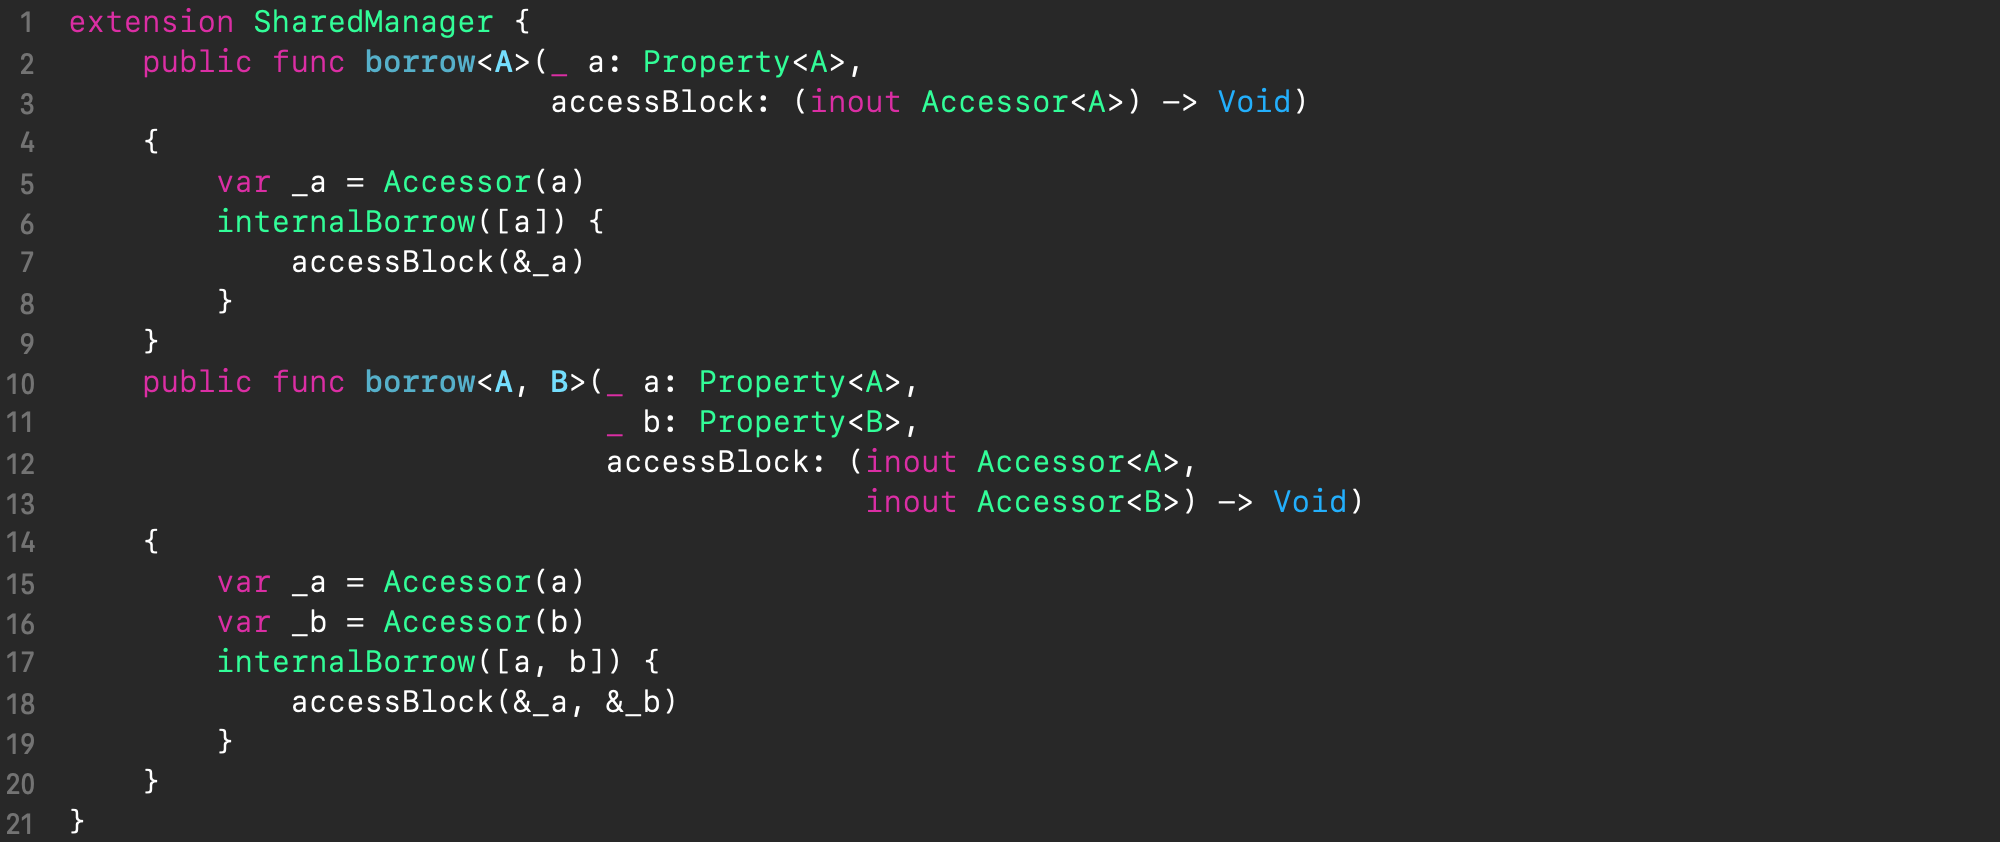 1 extension SharedManager {
2     public func borrow<A>(_ a: Property<A>,
3                           accessBlock: (inout Accessor<A>) -> Void)
4     {
5         var _a = Accessor(a)
6         internalBorrow([a]) {
7             accessBlock(&_a)
8         }
9     }
10     public func borrow<A, B>(_ a: Property<A>,
11                              _ b: Property<B>,
12                              accessBlock: (inout Accessor<A>,
13                                            inout Accessor<B>) -> Void)
14     {
15         var _a = Accessor(a)
16         var _b = Accessor(b)
17         internalBorrow([a, b]) {
18             accessBlock(&_a, &_b)
19         }
20     }
21 }